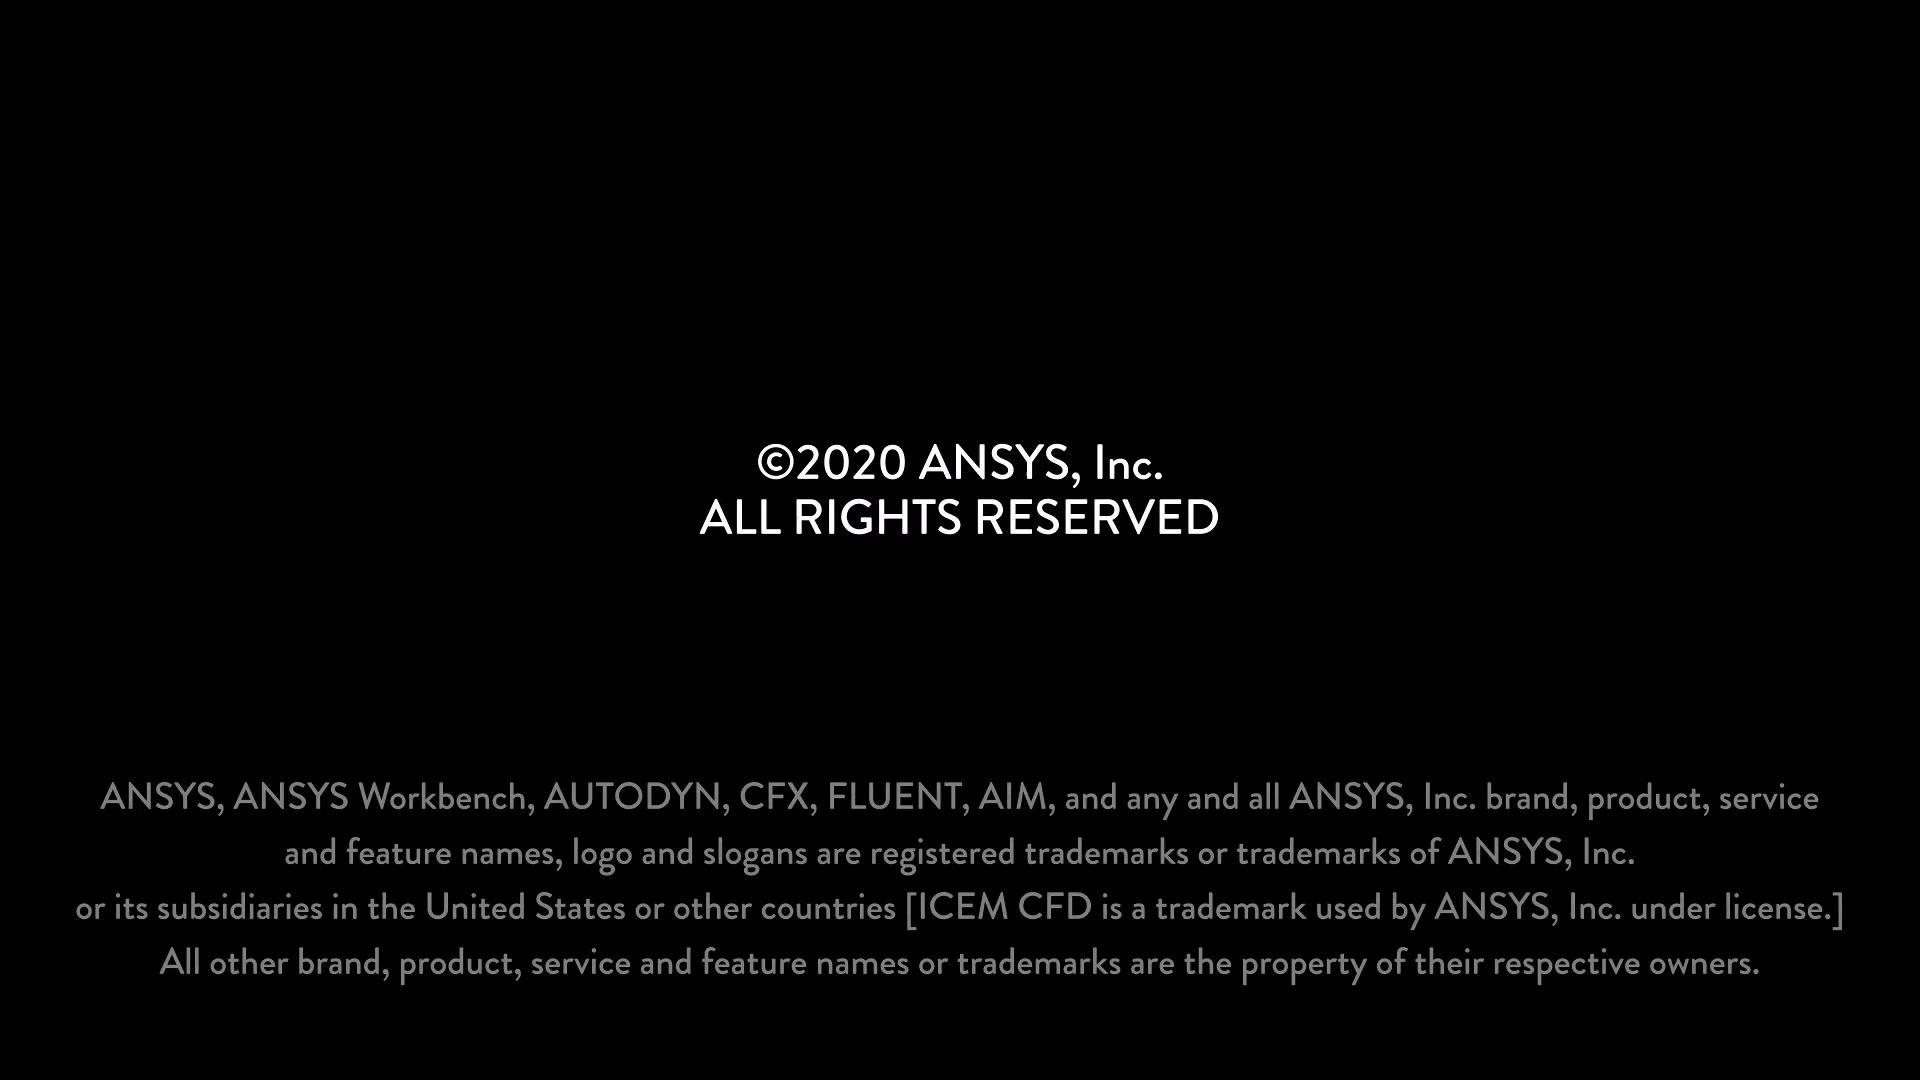 ©2020 ANSYS, Inc.
ALL RIGHTS RESERVED
ANSYS, ANSYS Workbench, AUTODYN, CFX, FLUENT, AIM, and any and all ANSYS, Inc. brand, product, service
and feature names, logo and slogans are registered trademarks or trademarks of ANSYS, Inc.
or its subsidiaries in the United States or other countries [ICEM CFD is a trademark used by ANSYS, Inc. under license.]
All other brand, product, service and feature names or trademarks are the property of their respective owners.